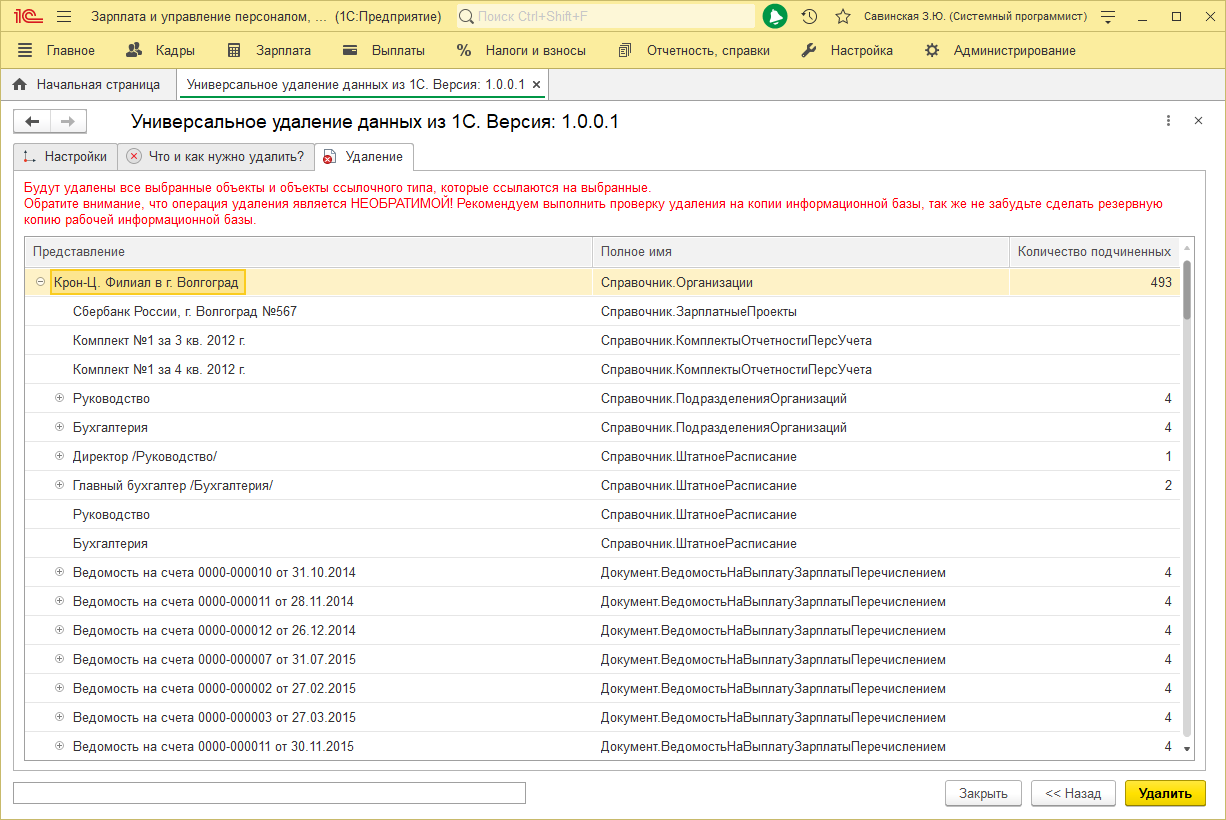 1С Зарплата и управление персоналом, ... (1С:Предприятие) Поиск Ctrl+Shift+F Савинская З.Ю. (Системный программист)
Главное Кадры Зарплата Выплаты % Налоги и взносы Отчетность, справки Настройка Администрирование
Начальная страница Универсальное удаление данных из 1С. Версия: 1.0.0.1 ×
Универсальное удаление данных из 1С. Версия: 1.0.0.1
Настройки Что и как нужно удалить? Удаление
Будут удалены все выбранные объекты и объекты ссылочного типа, которые ссылаются на выбранные.
Обратите внимание, что операция удаления является НЕОБРАТИМОЙ! Рекомендуем выполнить проверку удаления на копии информационной базы, так же не забудьте сделать резервную
копию рабочей информационной базы.
Представление Полное имя Количество подчиненных
Крон-Ц. Филиал в г. Волгоград Справочник.Организации 493
Сбербанк России, г. Волгоград №567 Справочник.ЗарплатныеПроекты
Комплект №1 за 3 кв. 2012 г. Справочник.КомплектыОтчетностиПерсУчета
Комплект №1 за 4 кв. 2012 г. Справочник.КомплектыОтчетностиПерсУчета
Руководство Справочник.ПодразделенияОрганизаций 4
Бухгалтерия Справочник.ПодразделенияОрганизаций 4
Директор /Руководство/ Справочник.ШтатноеРасписание 1
Главный бухгалтер /Бухгалтерия/ Справочник.ШтатноеРасписание 2
Руководство Справочник.ШтатноеРасписание
Бухгалтерия Справочник.ШтатноеРасписание
Ведомость на счета 0000-000010 от 31.10.2014 Документ.ВедомостьНаВыплатуЗарплатыПеречислением 4
Ведомость на счета 0000-000011 от 28.11.2014 Документ.ВедомостьНаВыплатуЗарплатыПеречислением 4
Ведомость на счета 0000-000012 от 26.12.2014 Документ.ВедомостьНаВыплатуЗарплатыПеречислением 4
Ведомость на счета 0000-000007 от 31.07.2015 Документ.ВедомостьНаВыплатуЗарплатыПеречислением 4
Ведомость на счета 0000-000002 от 27.02.2015 Документ.ВедомостьНаВыплатуЗарплатыПеречислением 4
Ведомость на счета 0000-000003 от 27.03.2015 Документ.ВедомостьНаВыплатуЗарплатыПеречислением 4
Ведомость на счета 0000-000011 от 30.11.2015 Документ.ВедомостьНаВыплатуЗарплатыПеречислением 4
Закрыть << Назад Удалить